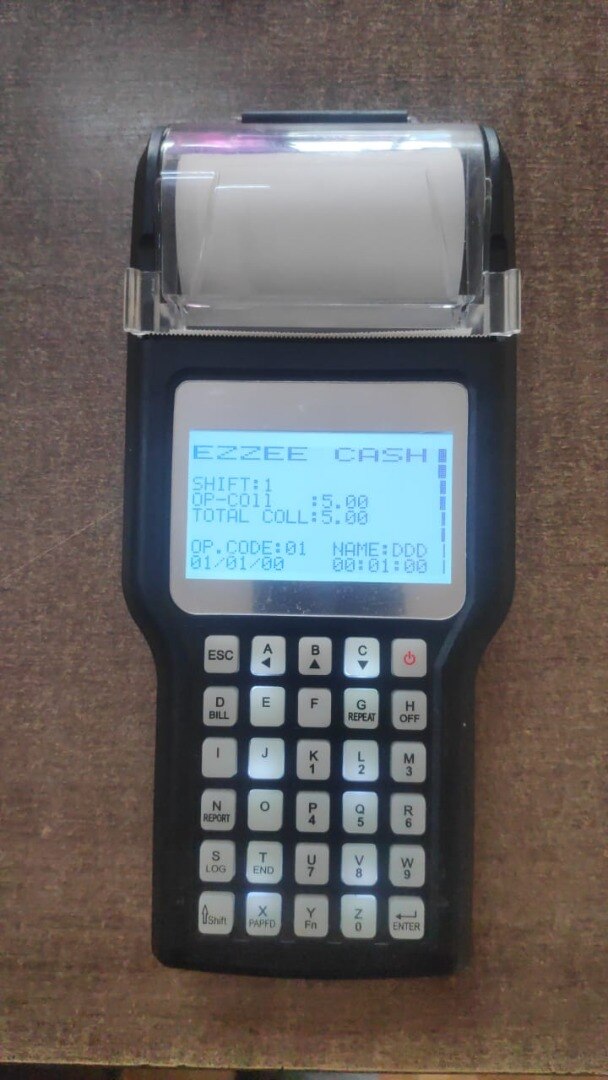 EZZEE CASH
SHIFT:1
OP-COll :5.00
TOTAL COLL:5.00
OP.CODE:01 NAME:DDD
01/01/00 00:01:00
ESC A B C
D BILL E F G REPEAT H OFF
I J K 1 L 2 M 3
N REPORT O P 4 Q 5 R 6
S LOG T END U 7 V 8 W 9
Shift X PAPFD Y Fn Z 0 ENTER